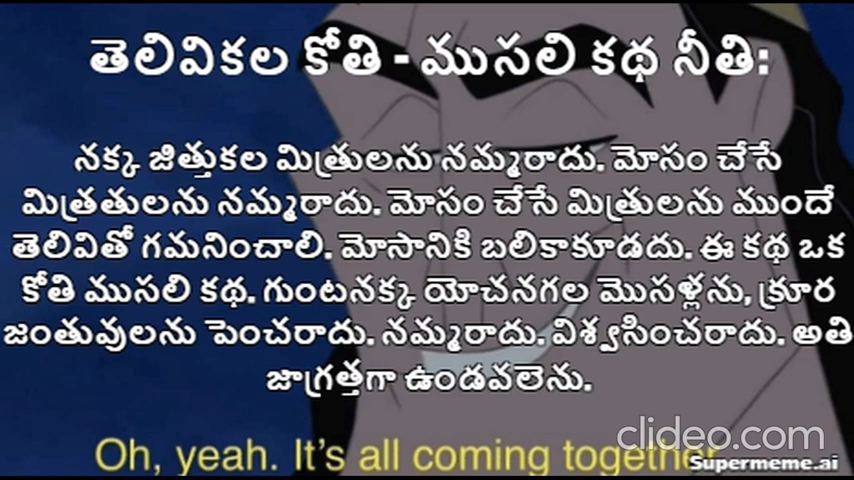 తెలివికల కోతి - ముసలి కథ నీతి:
నక్క జిత్తుకల మిత్రులను నమ్మరాదు. మోసం చేసే
మిత్రతులను నమ్మరాదు. మోసం చేసే మిత్రులను ముందే
తెలివితో గమనించాలి. మోసానికి బలికాకూడదు. ఈ కథ ఒక
కోతి ముసలి కథ. గుంటనక్క యోచనగల మొసళ్లను, క్రూర
జంతువులను పెంచరాదు. నమ్మరాదు. విశ్వసించరాదు. అతి
జాగ్రత్తగా ఉండవలెను.
clideo.com
Oh, yeah. It's all coming together.
Supermeme.ai